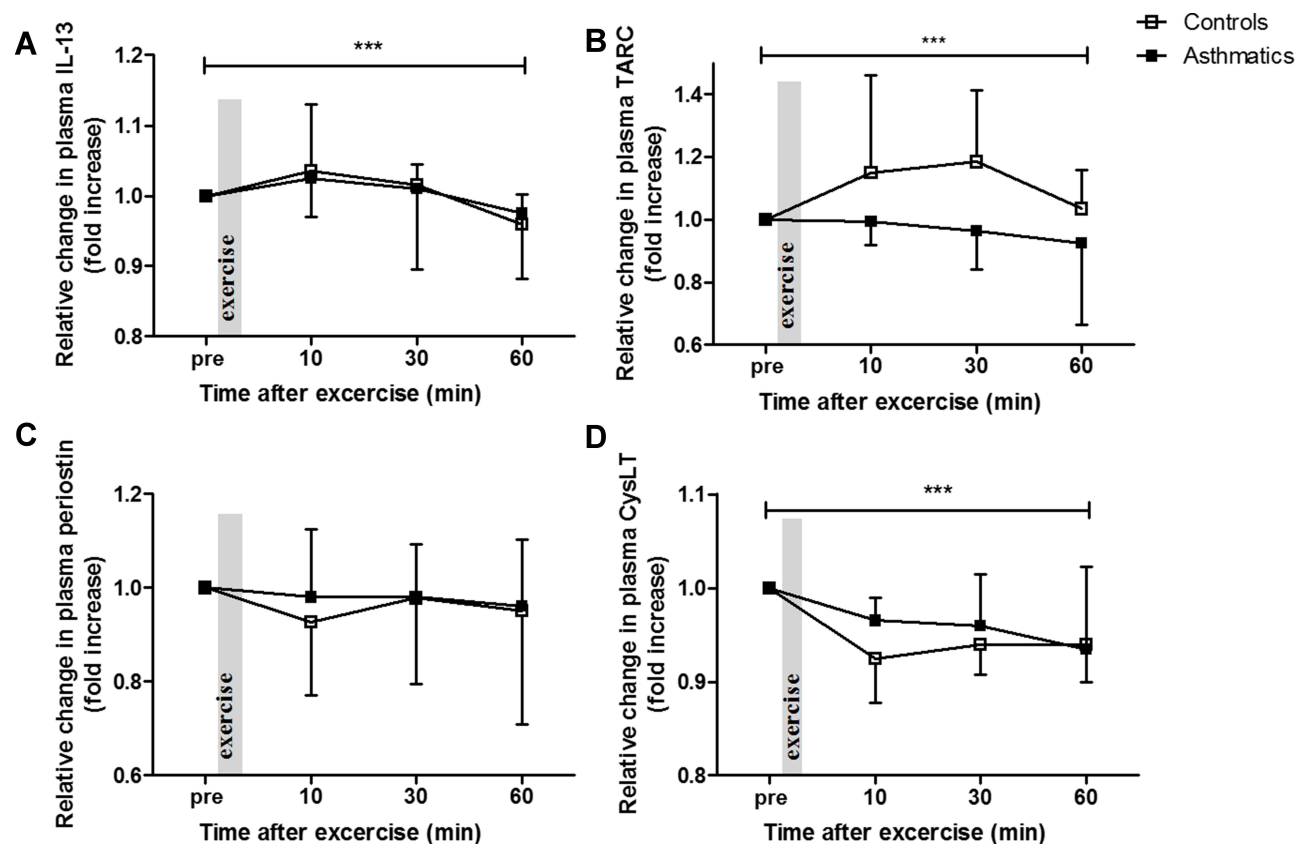 Controls
Asthmatics
A
Relative change in plasma IL-13
(fold increase)
***
1.2
1.1
1.0
0.9
0.8
exercise
pre 10 30 60
Time after excercise (min)
B
Relative change in plasma TARC
(fold increase)
***
1.4
1.2
1.0
0.8
0.6
exercise
pre 10 30 60
Time after excercise (min)
C
Relative change in plasma periostin
(fold increase)
1.2
1.0
0.8
0.6
exercise
pre 10 30 60
Time after excercise (min)
D
Relative change in plasma CysLT
(fold increase)
***
1.1
1.0
0.9
0.8
exercise
pre 10 30 60
Time after excercise (min)